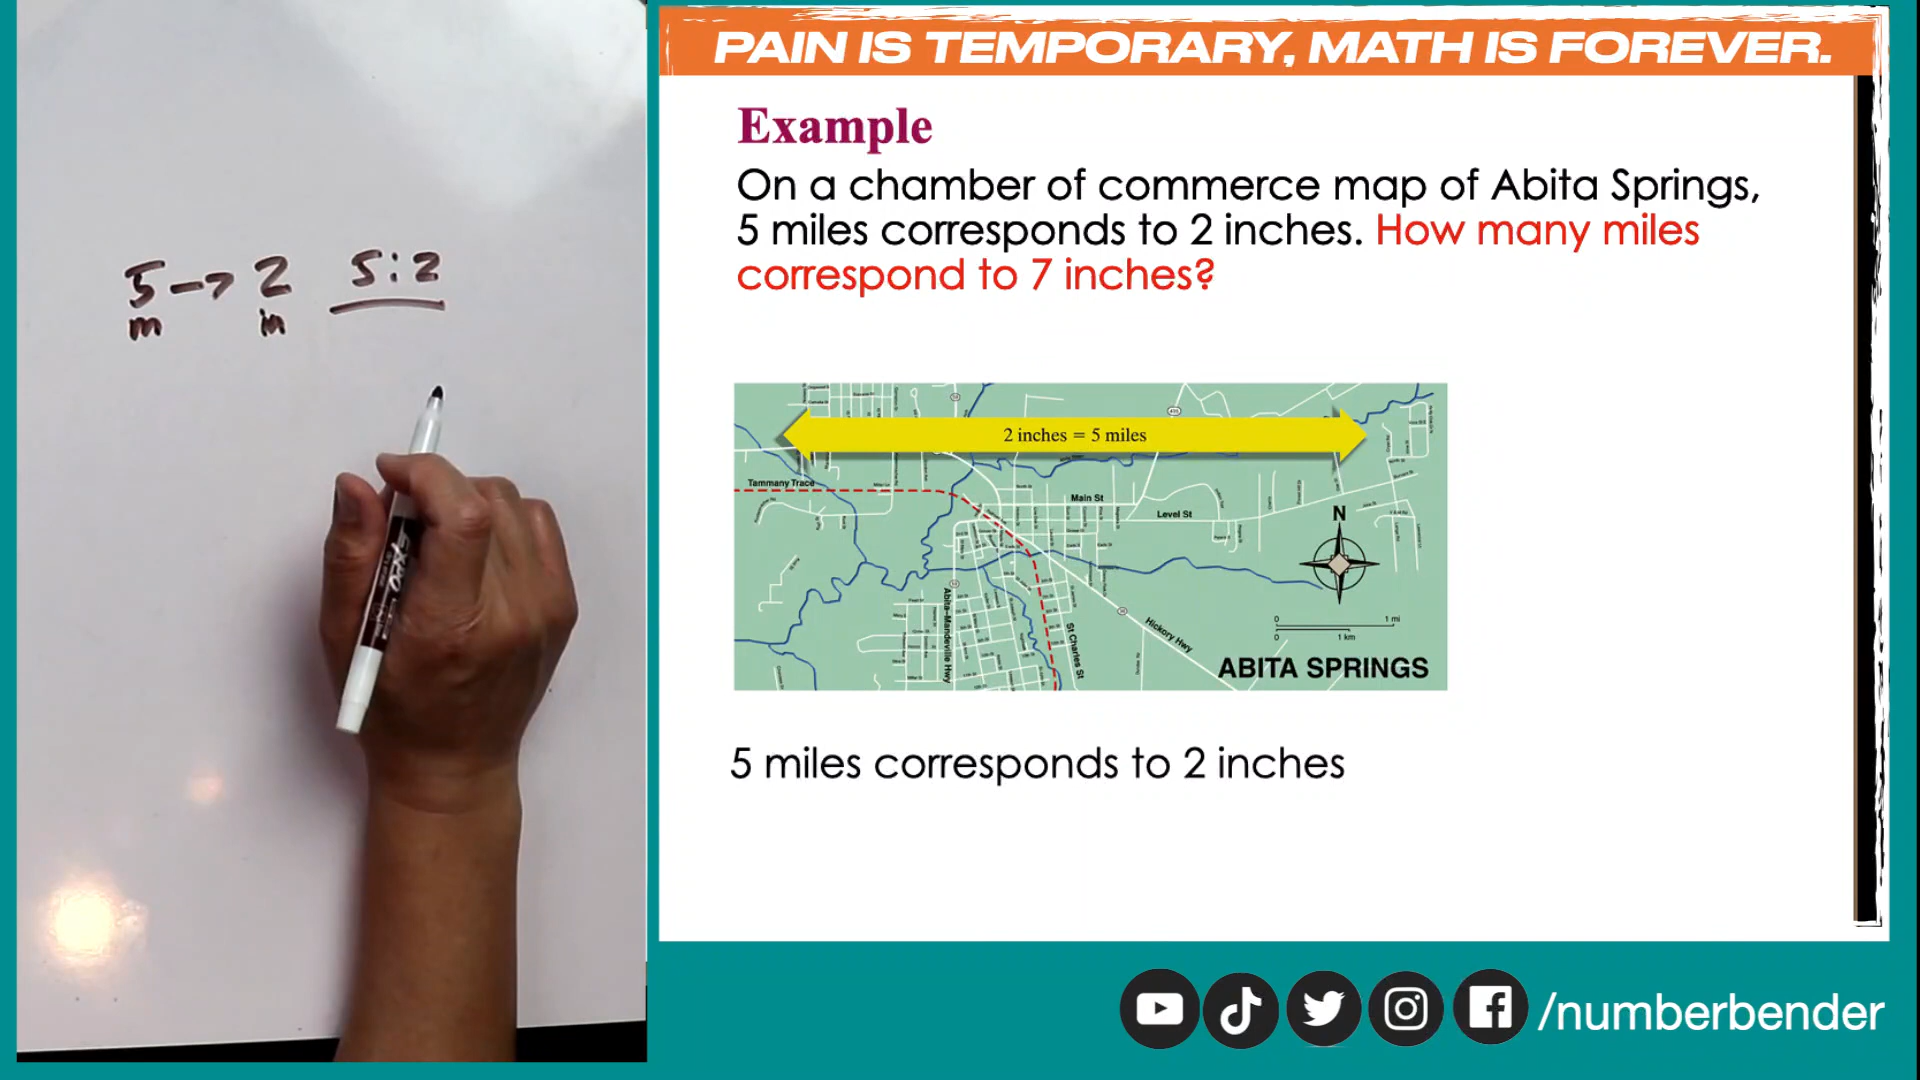 PAIN IS TEMPORARY, MATH IS FOREVER.
Example
On a chamber of commerce map of Abita Springs,
5 miles corresponds to 2 inches. How many miles
correspond to 7 inches?
5 → 2 5:2
m in
EXPO
2 inches = 5 miles
Tammany Trace
Main St
Level St
N
Abita-Mandeville Hwy
St Charles St
Hickory Hwy
0 1 mi
0 1 km
ABITA SPRINGS
5 miles corresponds to 2 inches
/numberbender